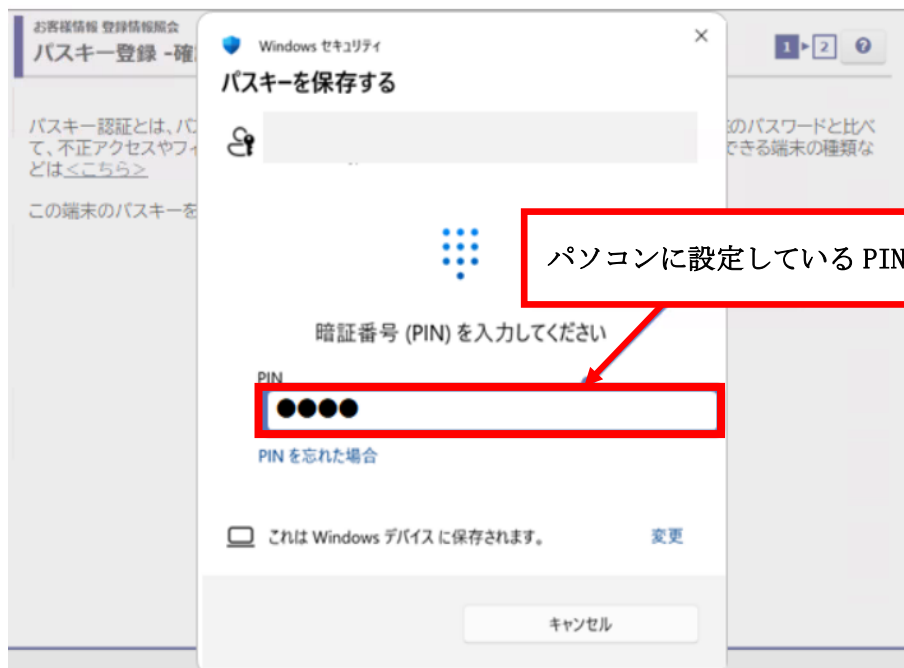 お客様情報 登録情報照会
パスキー登録 -確
1 2 ?
Windows セキュリティ
パスキーを保存する
パスキー認証とは、パ
のパスワードと比べ
て、不正アクセスやフィ
できる端末の種類な
どは<こちら>
この端末のパスキーを
パソコンに設定している PIN
暗証番号 (PIN) を入力してください
PIN
●●●●
PIN を忘れた場合
これは Windows デバイス に保存されます。
変更
キャンセル